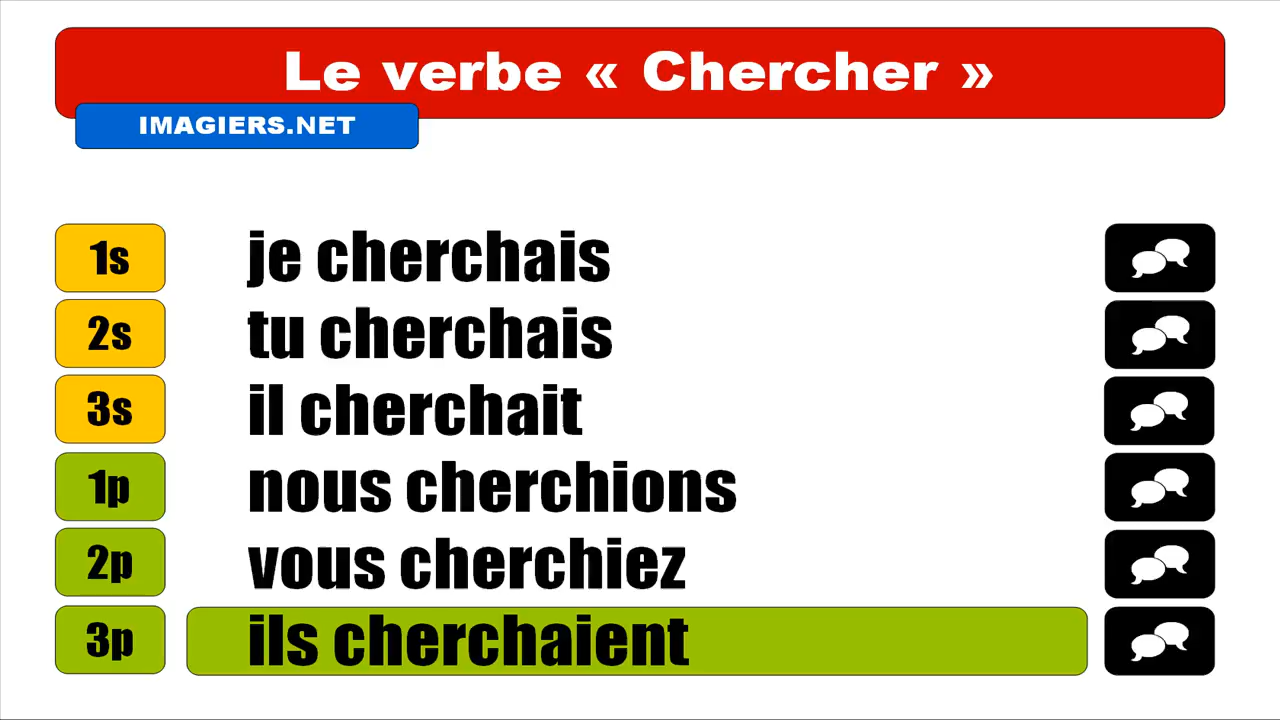 Le verbe « Chercher »
IMAGIERS.NET
1s je cherchais
2s tu cherchais
3s il cherchait
1p nous cherchions
2p vous cherchiez
3p ils cherchaient